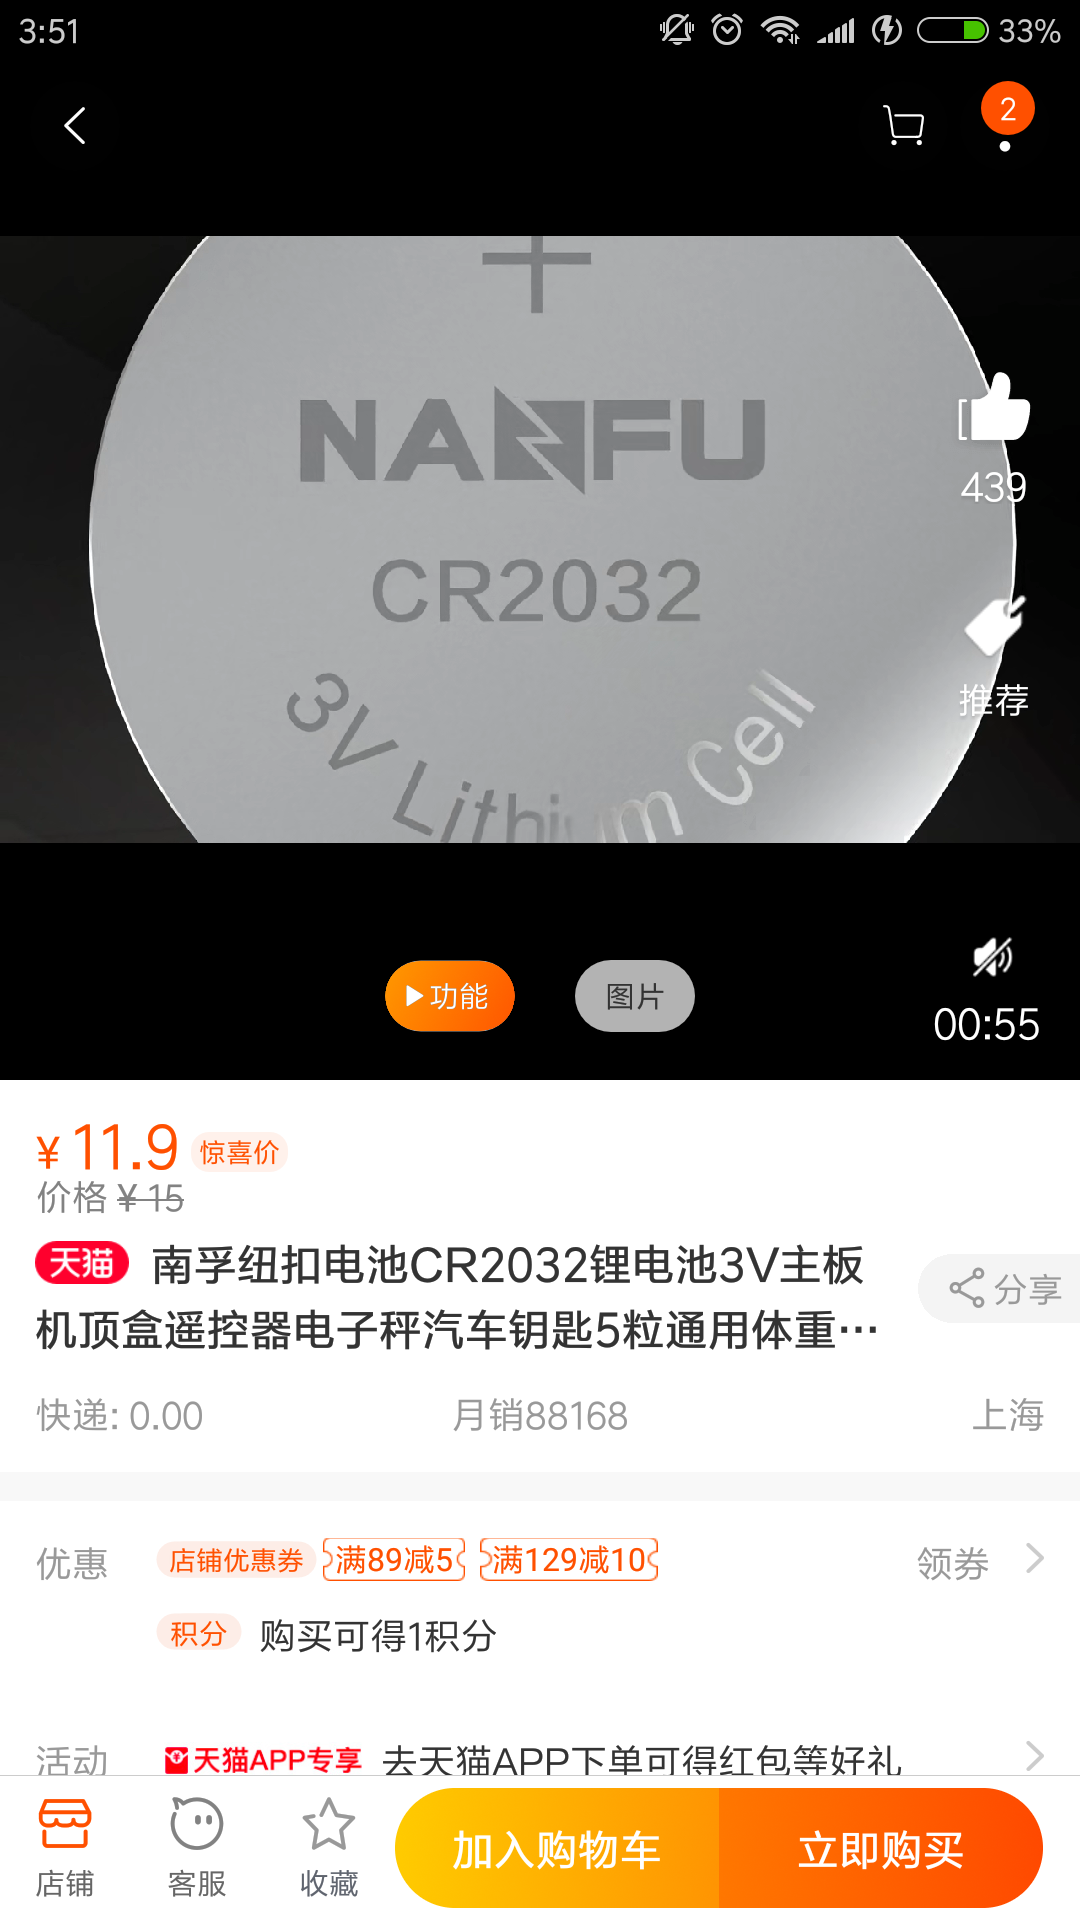 3:51
33%
2
NANFU
CR2032
3V Lithium Cell
439
推荐
功能
图片
00:55
¥ 11.9 惊喜价
价格 ¥ 15
天猫 南孚纽扣电池CR2032锂电池3V主板
机顶盒遥控器电子秤汽车钥匙5粒通用体重…
分享
快递: 0.00
月销88168
上海
优惠
店铺优惠券 满89减5 满129减10
领券
积分 购买可得1积分
活动
天猫APP专享 去天猫APP下单可得红包等好礼
店铺
客服
收藏
加入购物车
立即购买